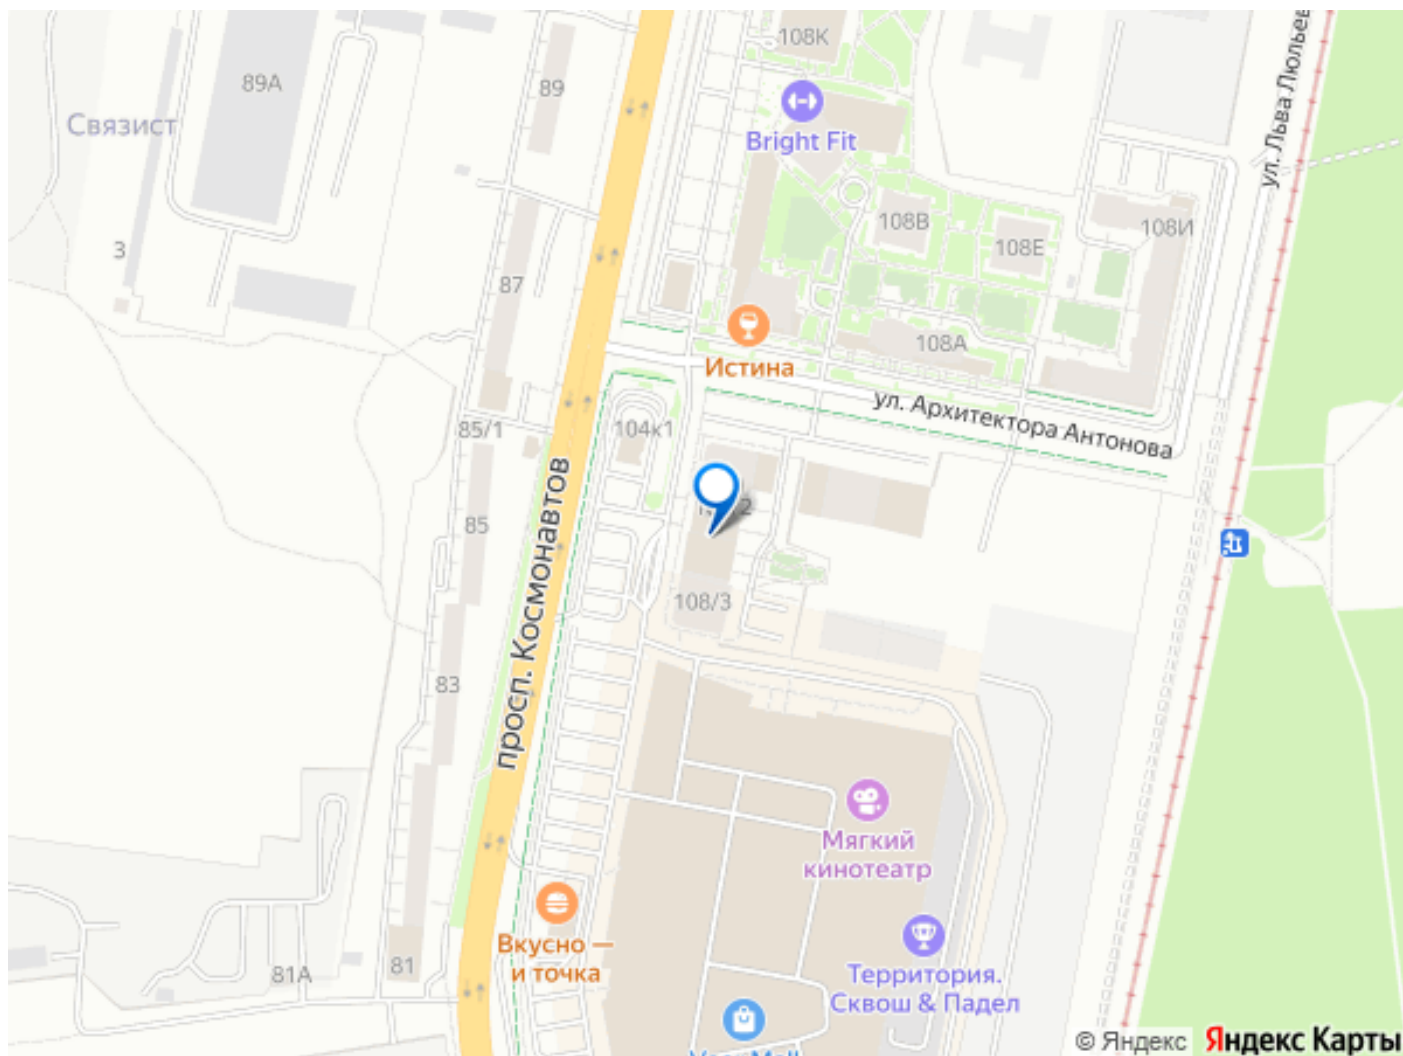 108К
89А
89
Связист
Bright Fit
ул. Льва Люльев
108В
108И
108Е
3
87
108А
Истина
ул. Архитектора Антонова
85/1
104к1
просп. Космонавтов
85
108/3
83
Мягкий
кинотеатр
Вкусно —
и точка
81
81А
Территория.
Сквош & Падел
© Яндекс Яндекс Карты